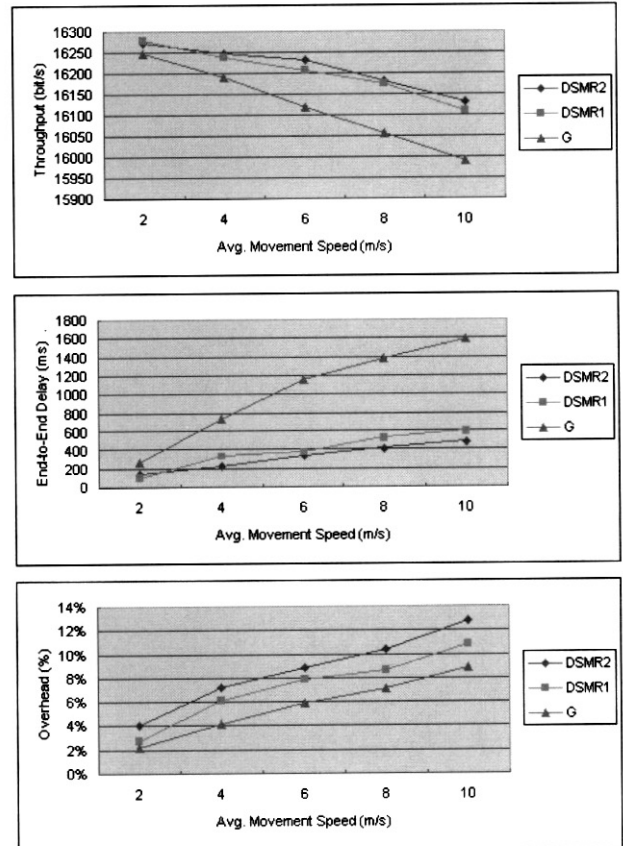 16300
16250
16200
16150
16100
16050
16000
15950
15900
Throughput (bit/s)
2 4 6 8 10
Avg. Movement Speed (m/s)
DSMR2
DSMR1
G
1800
1600
1400
1200
1000
800
600
400
200
0
End-to-End Delay (ms)
2 4 6 8 10
Avg. Movement Speed (m/s)
DSMR2
DSMR1
G
14%
12%
10%
8%
6%
4%
2%
0%
Overhead (%)
2 4 6 8 10
Avg. Movement Speed (m/s)
DSMR2
DSMR1
G